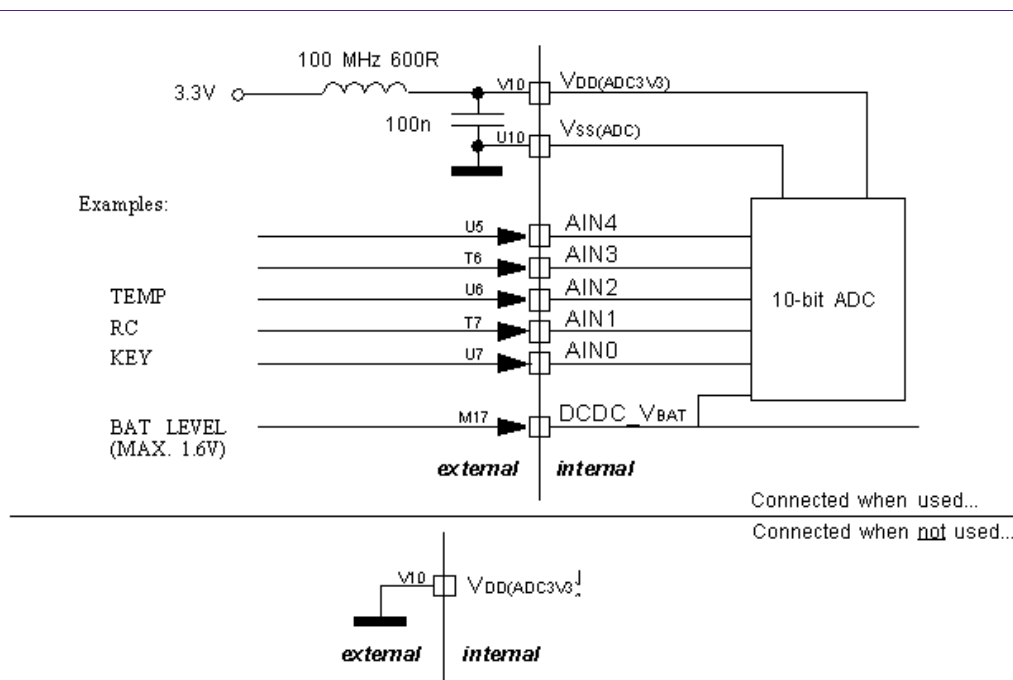 100 MHz 600R
3.3V
V10
VDD(ADC3V3)
100n
U10
VSS(ADC)
Examples:
U5
AIN4
T6
AIN3
TEMP
U6
AIN2
10-bit ADC
RC
T7
AIN1
KEY
U7
AIN0
BAT LEVEL
(MAX. 1.6V)
M17
DCDC_VBAT
external
internal
Connected when used...
Connected when not used...
V10
VDD(ADC3V3
external
internal